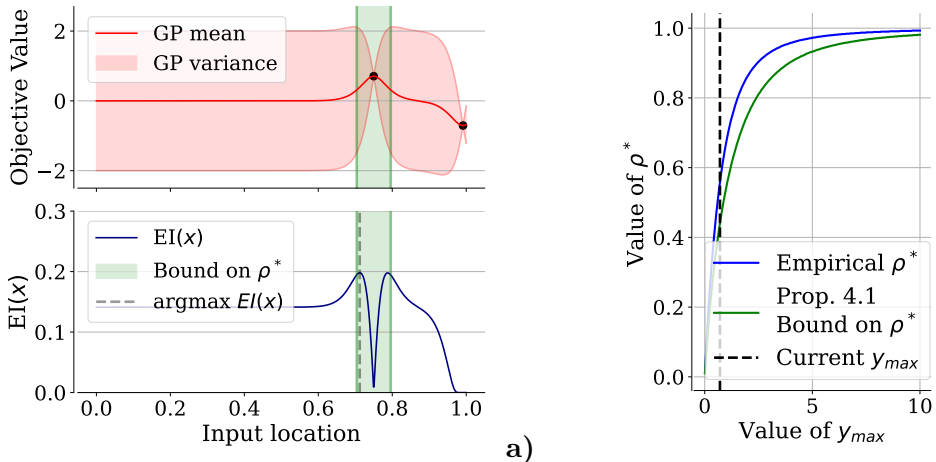 Objective Value
2
0
−2
GP mean
GP variance
EI(x)
0.3
0.2
0.1
0.0
EI(x)
Bound on ρ*
argmax EI(x)
0.0 0.2 0.4 0.6 0.8 1.0
Input location
a)
Value of ρ*
1.0
0.8
0.6
0.4
0.2
0.0
Empirical ρ*
Prop. 4.1
Bound on ρ*
Current y_max
0 5 10
Value of y_max